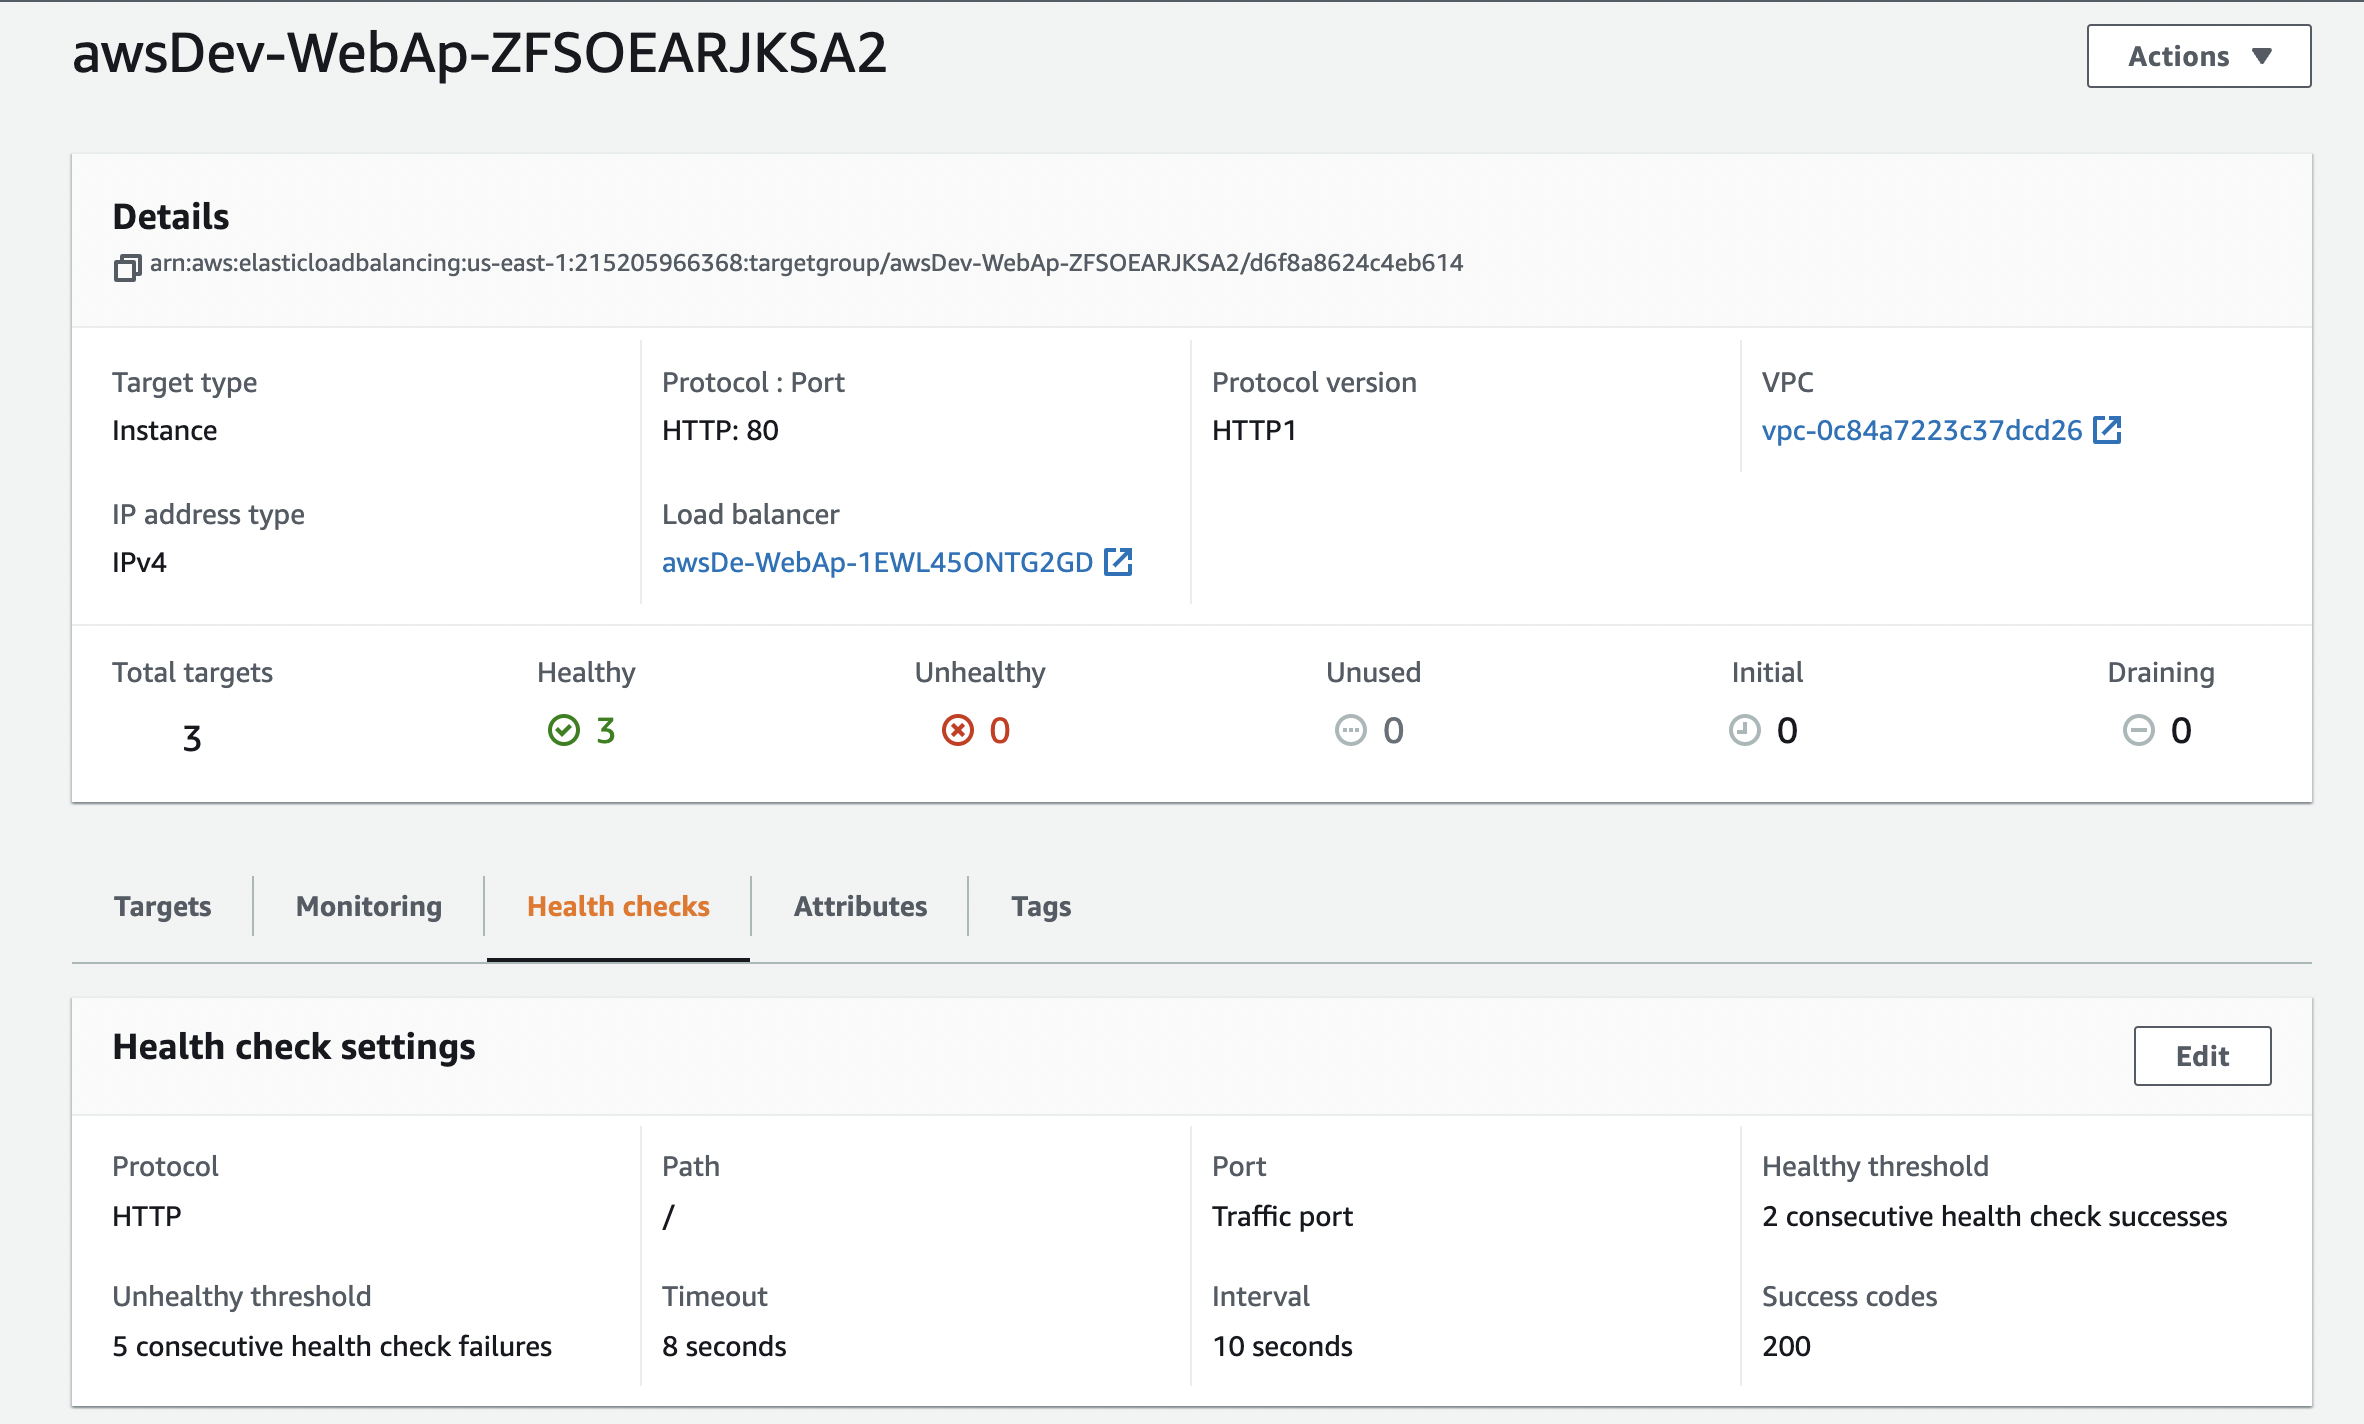 awsDev-WebAp-ZFSOEARJKSA2
Actions
Details
arn:aws:elasticloadbalancing:us-east-1:215205966368:targetgroup/awsDev-WebAp-ZFSOEARJKSA2/d6f8a8624c4eb614
Target type
Instance
Protocol : Port
HTTP: 80
Protocol version
HTTP1
VPC
vpc-0c84a7223c37dcd26
IP address type
IPv4
Load balancer
awsDe-WebAp-1EWL45ONTG2GD
Total targets
3
Healthy
3
Unhealthy
0
Unused
0
Initial
0
Draining
0
Targets
Monitoring
Health checks
Attributes
Tags
Health check settings
Edit
Protocol
HTTP
Path
/
Port
Traffic port
Healthy threshold
2 consecutive health check successes
Unhealthy threshold
5 consecutive health check failures
Timeout
8 seconds
Interval
10 seconds
Success codes
200